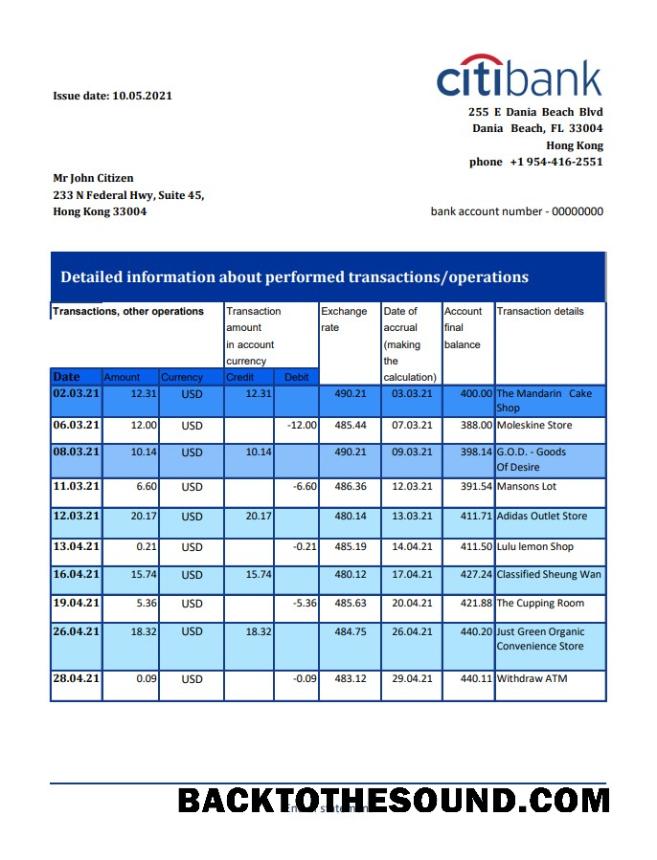 citibank
Issue date: 10.05.2021
255 E Dania Beach Blvd
Dania Beach, FL 33004
Hong Kong
phone +1 954-416-2551
Mr John Citizen
233 N Federal Hwy, Suite 45,
Hong Kong 33004
bank account number - 00000000
Detailed information about performed transactions/operations
Transactions, other operations Transaction amount in account currency Exchange rate Date of accrual (making the calculation) Account final balance Transaction details
Date Amount Currency Credit Debit
02.03.21 12.31 USD 12.31 490.21 03.03.21 400.00 The Mandarin Cake
Shop
06.03.21 12.00 USD -12.00 485.44 07.03.21 388.00 Moleskine Store
08.03.21 10.14 USD 10.14 490.21 09.03.21 398.14 G.O.D. - Goods
Of Desire
11.03.21 6.60 USD -6.60 486.36 12.03.21 391.54 Mansons Lot
12.03.21 20.17 USD 20.17 480.14 13.03.21 411.71 Adidas Outlet Store
13.04.21 0.21 USD -0.21 485.19 14.04.21 411.50 Lulu lemon Shop
16.04.21 15.74 USD 15.74 480.12 17.04.21 427.24 Classified Sheung Wan
19.04.21 5.36 USD -5.36 485.63 20.04.21 421.88 The Cupping Room
26.04.21 18.32 USD 18.32 484.75 26.04.21 440.20 Just Green Organic
Convenience Store
28.04.21 0.09 USD -0.09 483.12 29.04.21 440.11 Withdraw ATM
BACKTOTHESOUND.COM